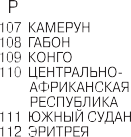 Р
107 КАМЕРУН
108 ГАБОН
109 КОНГО
110 ЦЕНТРАЛЬНО-
АФРИКАНСКАЯ
РЕСПУБЛИКА
111 ЮЖНЫЙ СУДАН
112 ЭРИТРЕЯ